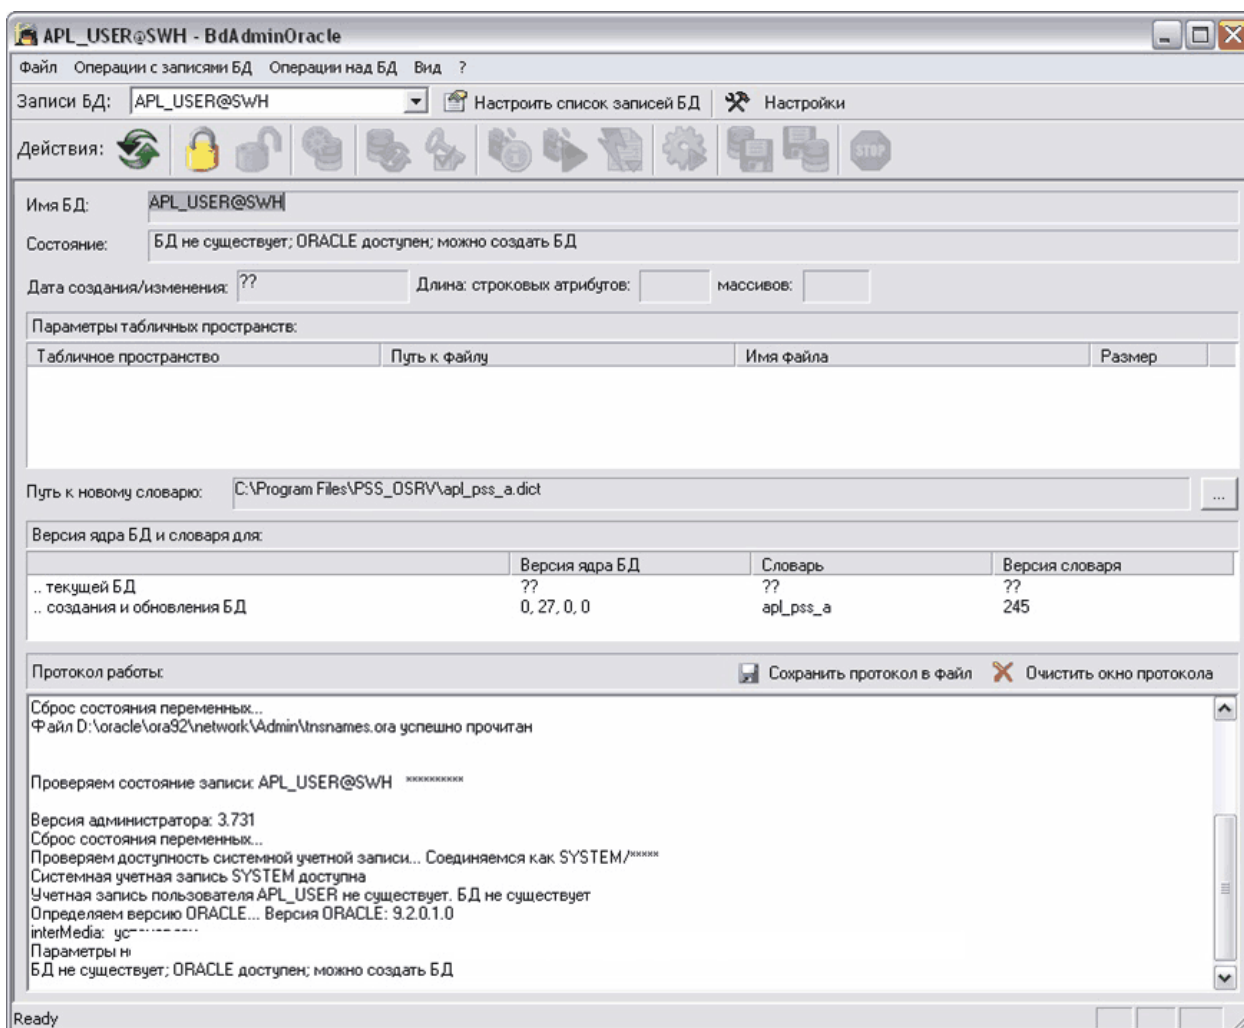 APL_USER@SWH - BdAdminOracle
Файл Операции с записями БД Операции над БД Вид ?
Записи БД: APL_USER@SWH Настроить список записей БД Настройки
Действия: STOP
Имя БД: APL_USER@SWH
Состояние: БД не существует; ORACLE доступен; можно создать БД
Дата создания/изменения: ?? Длина: строковых атрибутов: массивов:
Параметры табличных пространств:
Табличное пространство Путь к файлу Имя файла Размер
Путь к новому словарю: C:\Program Files\PSS_OSRV\apl_pss_a.dict ...
Версия ядра БД и словаря для:
Версия ядра БД Словарь Версия словаря
.. текущей БД ?? ?? ??
.. создания и обновления БД 0, 27, 0, 0 apl_pss_a 245
Протокол работы: Сохранить протокол в файл Очистить окно протокола
Сброс состояния переменных...
Файл D:\oracle\ora92\network\Admin\tnsnames.ora успешно прочитан
Проверяем состояние записи: APL_USER@SWH **********
Версия администратора: 3.731
Сброс состояния переменных...
Проверяем доступность системной учетной записи... Соединяемся как SYSTEM/*****
Системная учетная запись SYSTEM доступна
Учетная запись пользователя APL_USER не существует. БД не существует
Определяем версию ORACLE... Версия ORACLE: 9.2.0.1.0
interMedia:
Параметры
БД не существует; ORACLE доступен; можно создать БД
Ready